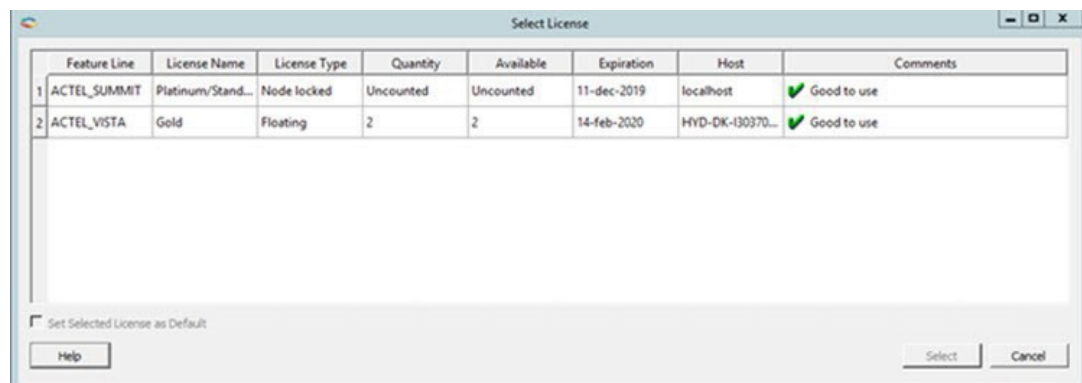 Select License
Feature Line License Name License Type Quantity Available Expiration Host Comments
1 ACTEL_SUMMIT Platinum/Stand... Node locked Uncounted Uncounted 11-dec-2019 localhost Good to use
2 ACTEL_VISTA Gold Floating 2 2 14-feb-2020 HYD-DK-I30370... Good to use
Set Selected License as Default
Help Select Cancel